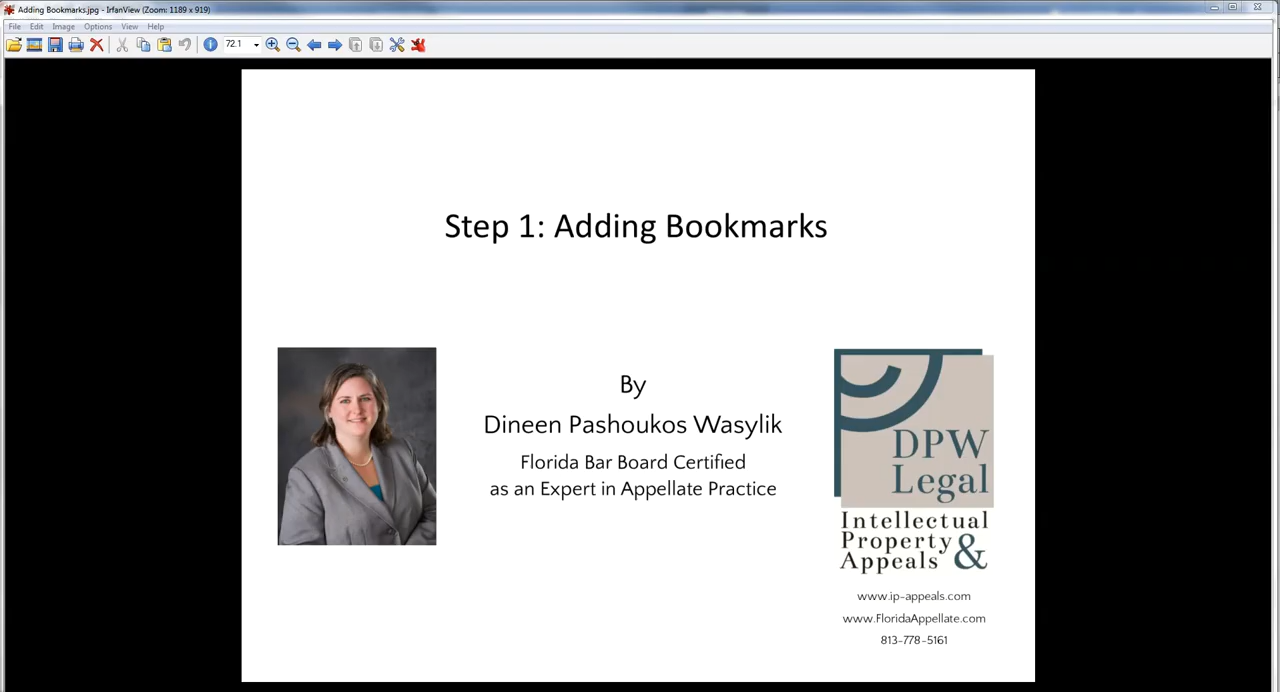 Adding Bookmarks.jpg - IrfanView (Zoom: 1189 x 919)
File Edit Image Options View Help
72.1
Step 1: Adding Bookmarks
By
Dineen Pashoukos Wasylik
Florida Bar Board Certified
as an Expert in Appellate Practice
DPW
Legal
Intellectual
Property &
Appeals
www.ip-appeals.com
www.FloridaAppellate.com
813-778-5161